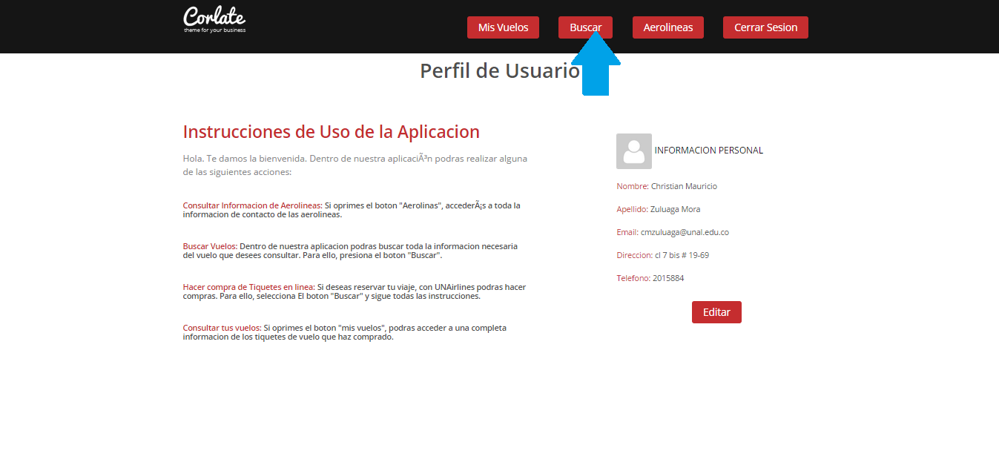 Corlate
theme for your business
Mis Vuelos
Buscar
Aerolineas
Cerrar Sesion
Perfil de Usuario
Instrucciones de Uso de la Aplicacion
Hola. Te damos la bienvenida. Dentro de nuestra aplicaciÃ³n podras realizar alguna
de las siguientes acciones:
Consultar Informacion de Aerolineas: Si oprimes el boton "Aerolinas", accederÃ¡s a toda la
informacion de contacto de las aerolineas.
Buscar Vuelos: Dentro de nuestra aplicacion podras buscar toda la informacion necesaria
del vuelo que desees consultar. Para ello, presiona el boton "Buscar".
Hacer compra de Tiquetes en linea: Si deseas reservar tu viaje, con UNAirlines podras hacer
compras. Para ello, selecciona El boton "Buscar" y sigue todas las instrucciones.
Consultar tus vuelos: Si oprimes el boton "mis vuelos", podras acceder a una completa
informacion de los tiquetes de vuelo que haz comprado.
INFORMACION PERSONAL
Nombre: Christian Mauricio
Apellido: Zuluaga Mora
Email: cmzuluaga@unal.edu.co
Direccion: cl 7 bis # 19-69
Telefono: 2015884
Editar